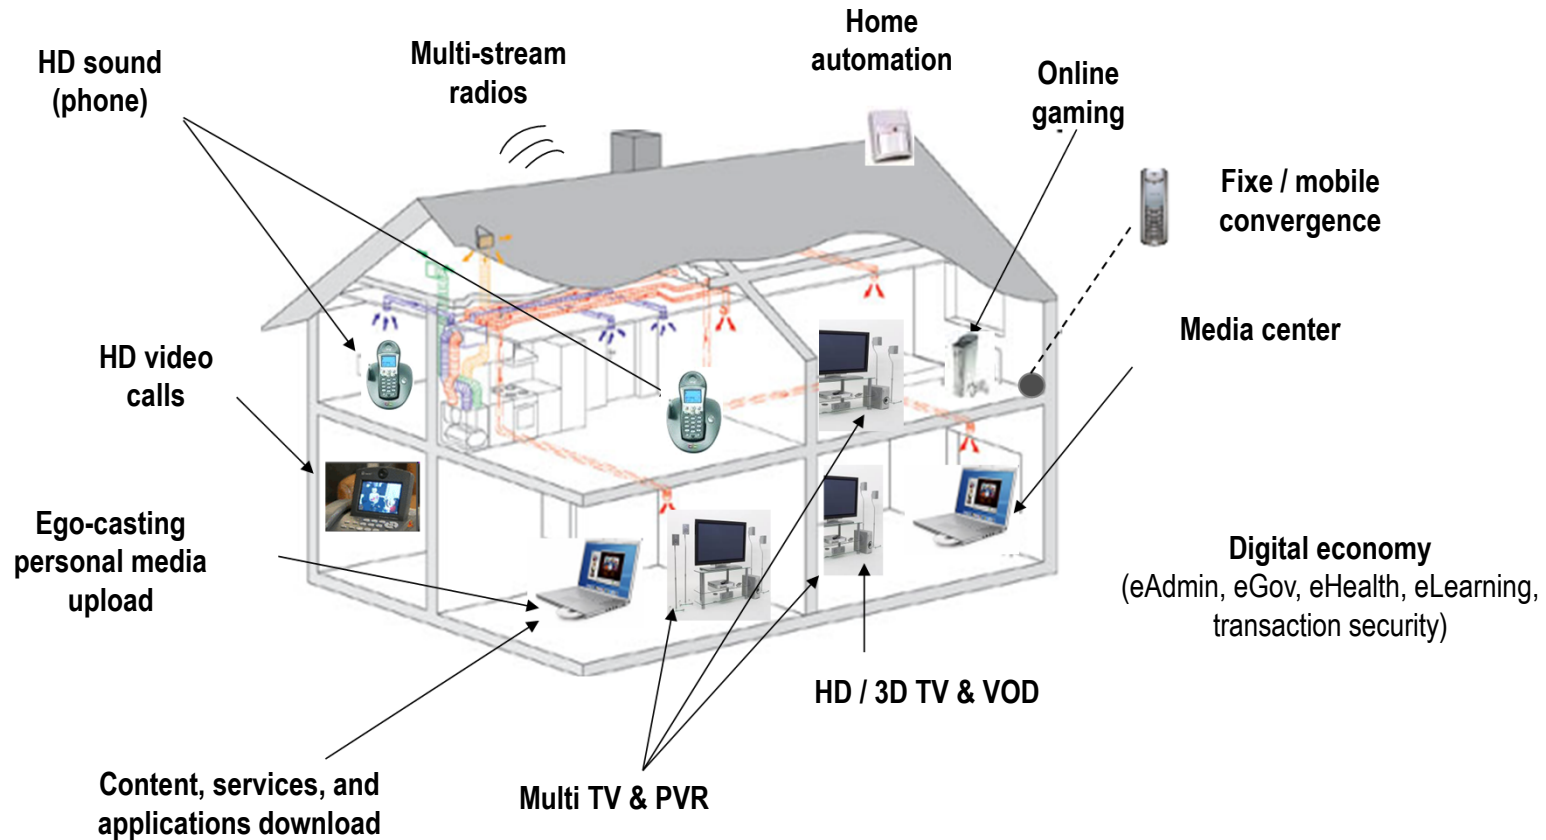 Home
automation
HD sound
(phone)
Multi-stream
radios
Online
gaming
Fixe / mobile
convergence
Media center
HD video
calls
Ego-casting
personal media
upload
Digital economy
(eAdmin, eGov, eHealth, eLearning,
transaction security)
HD / 3D TV & VOD
Multi TV & PVR
Content, services, and
applications download